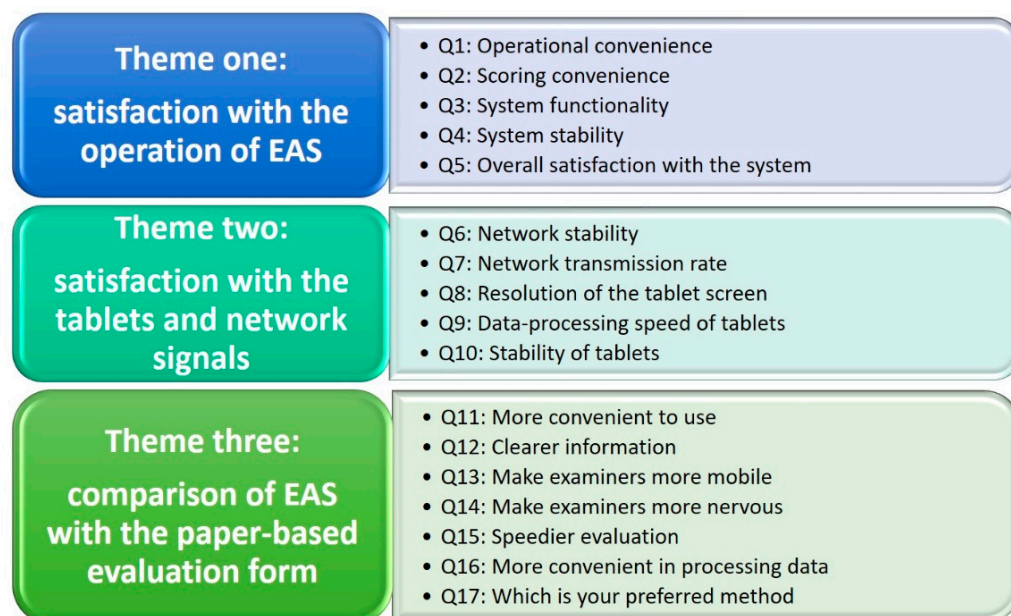 Theme one:
satisfaction with the
operation of EAS
• Q1: Operational convenience
• Q2: Scoring convenience
• Q3: System functionality
• Q4: System stability
• Q5: Overall satisfaction with the system
Theme two:
satisfaction with the
tablets and network
signals
• Q6: Network stability
• Q7: Network transmission rate
• Q8: Resolution of the tablet screen
• Q9: Data-processing speed of tablets
• Q10: Stability of tablets
Theme three:
comparison of EAS
with the paper-based
evaluation form
• Q11: More convenient to use
• Q12: Clearer information
• Q13: Make examiners more mobile
• Q14: Make examiners more nervous
• Q15: Speedier evaluation
• Q16: More convenient in processing data
• Q17: Which is your preferred method